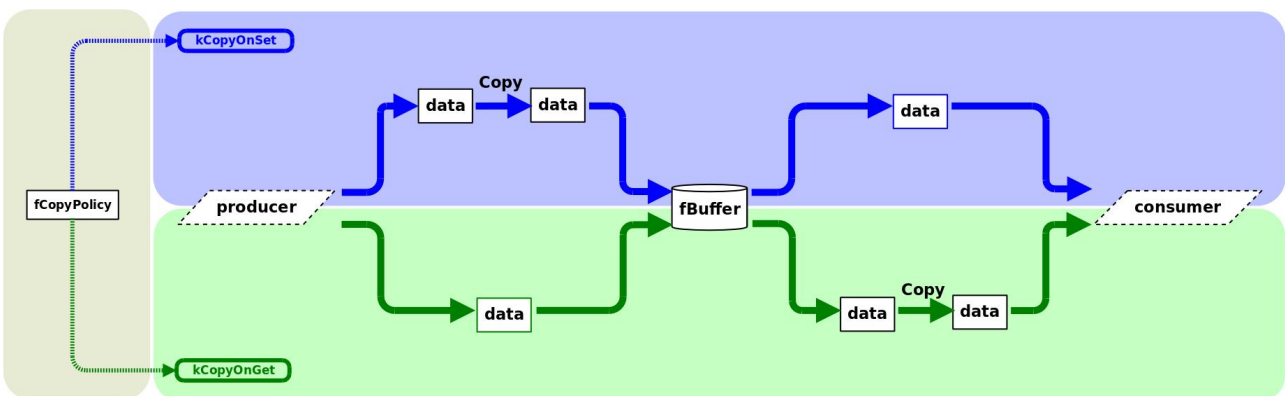 kCopyOnSet
Copy
data
data
data
fCopyPolicy
producer
fBuffer
consumer
data
Copy
data
data
kCopyOnGet